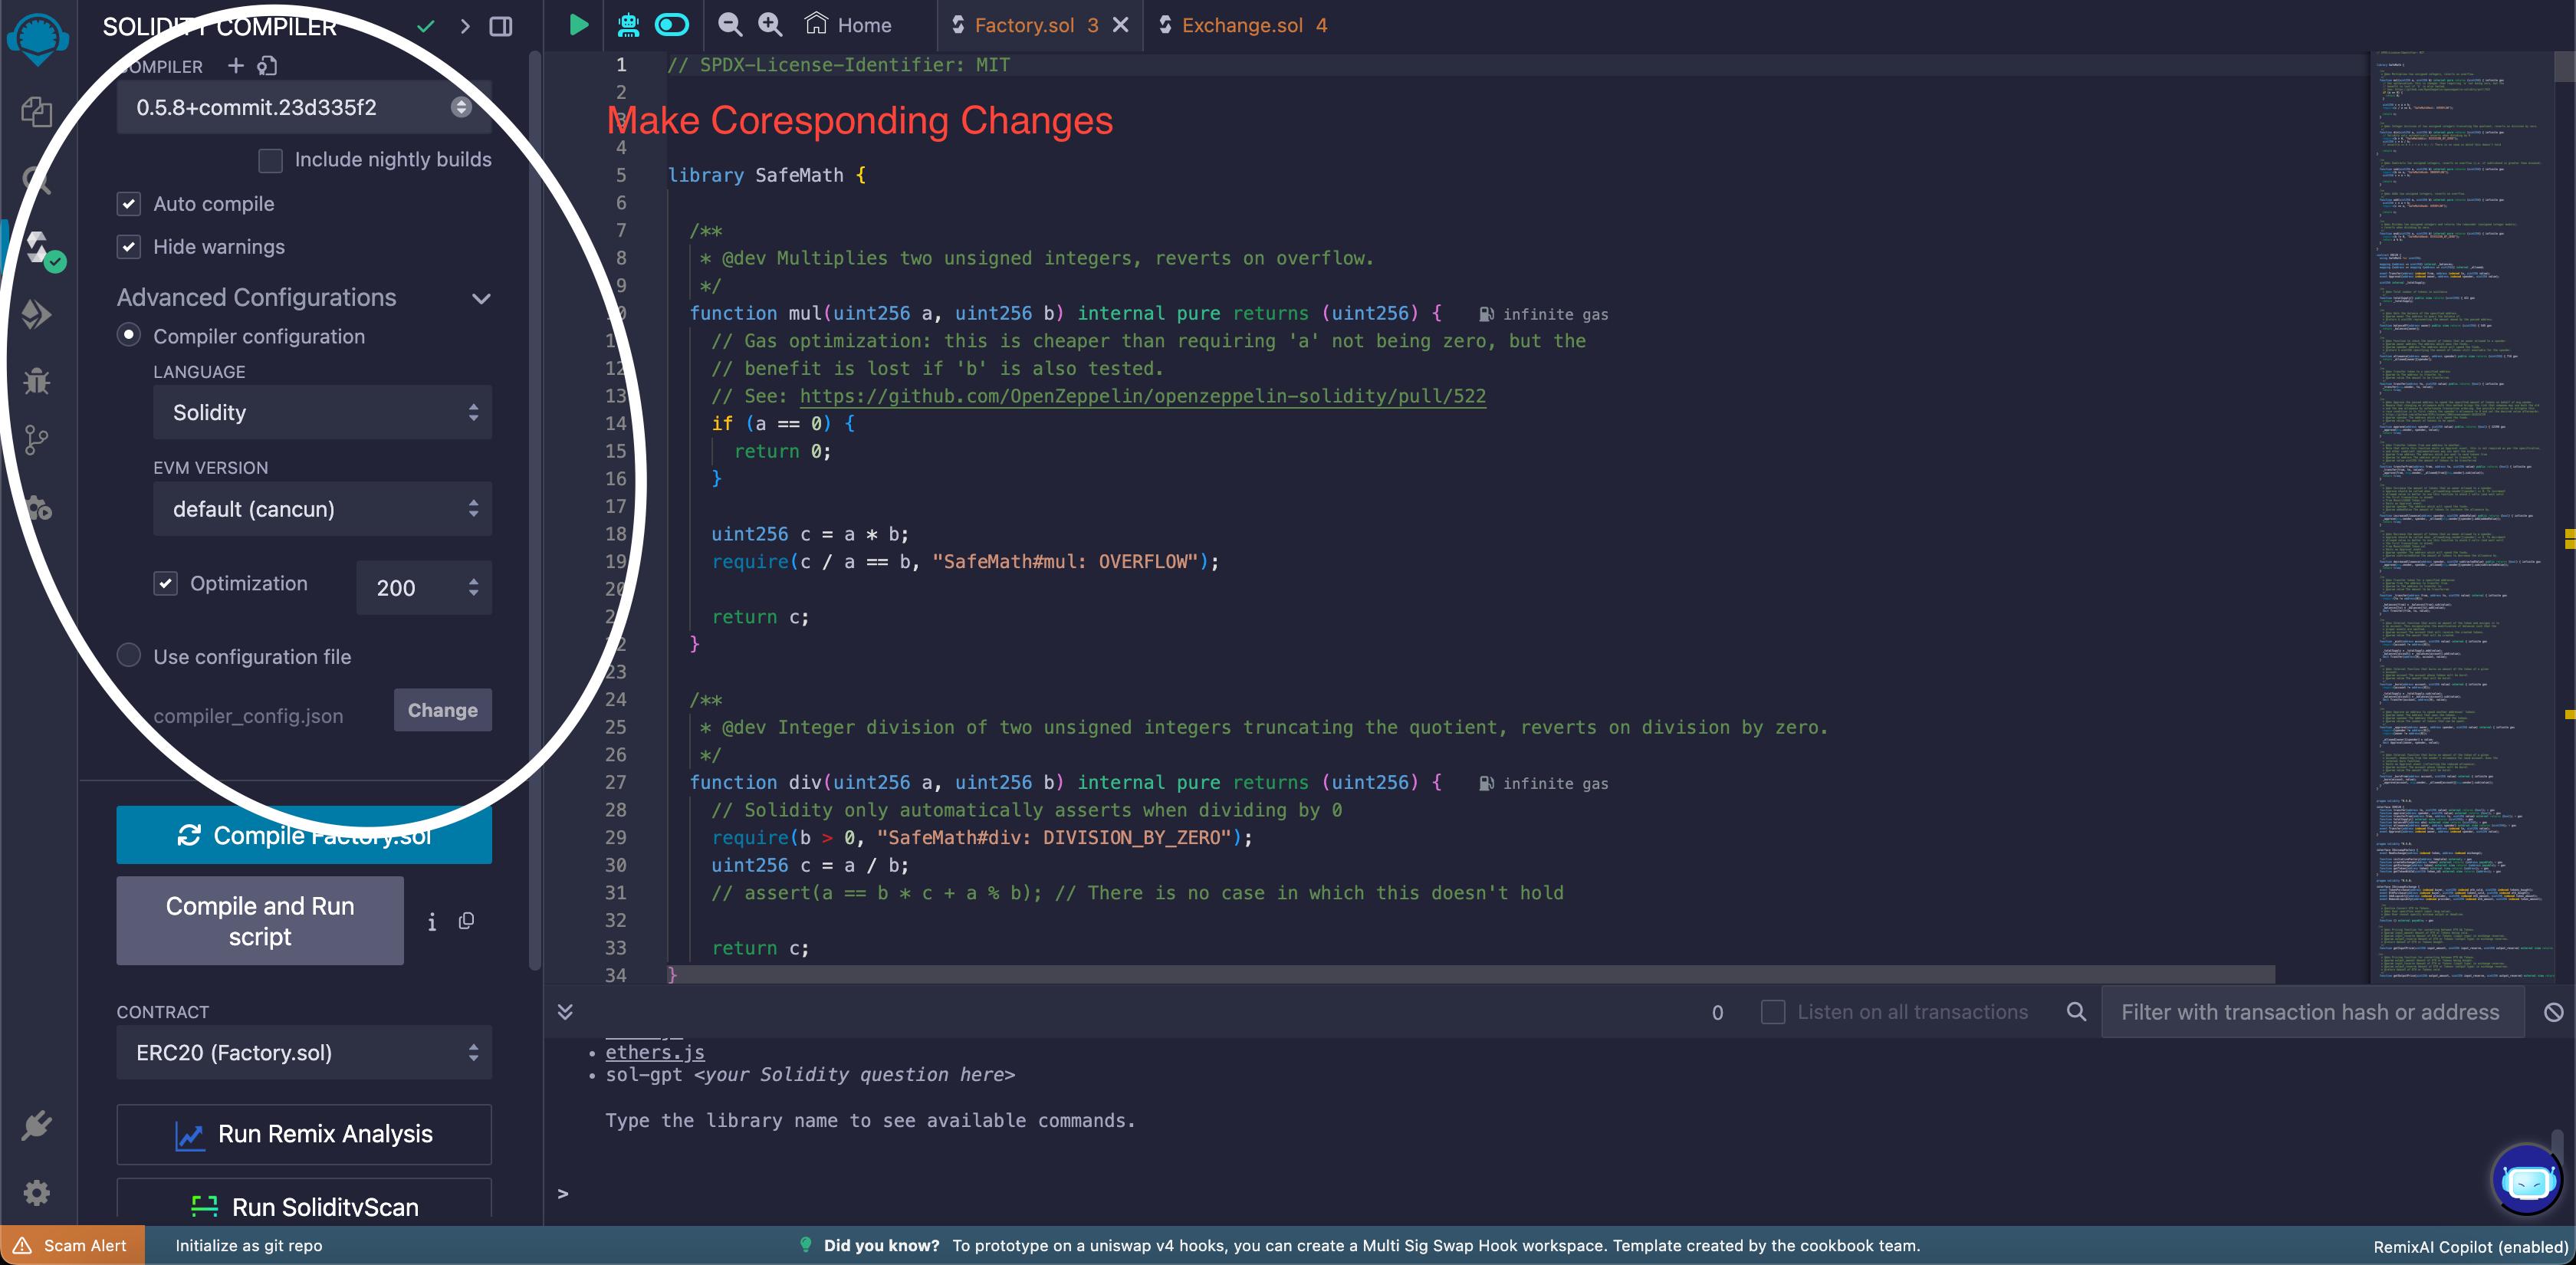 SOLIDITY COMPILER
COMPILER
0.5.8+commit.23d335f2
Include nightly builds
Auto compile
Hide warnings
Advanced Configurations
Compiler configuration
LANGUAGE
Solidity
EVM VERSION
default (cancun)
Optimization 200
Use configuration file
compiler_config.json Change
Compile Factory.sol
Compile and Run
script
CONTRACT
ERC20 (Factory.sol)
Run Remix Analysis
Run SolidityScan
Home Factory.sol 3 Exchange.sol 4
Make Coresponding Changes
1 // SPDX-License-Identifier: MIT
2
3
4
5 library SafeMath {
6
7 /**
8 * @dev Multiplies two unsigned integers, reverts on overflow.
9 */
10 function mul(uint256 a, uint256 b) internal pure returns (uint256) { infinite gas
11 // Gas optimization: this is cheaper than requiring 'a' not being zero, but the
12 // benefit is lost if 'b' is also tested.
13 // See: https://github.com/OpenZeppelin/openzeppelin-solidity/pull/522
14 if (a == 0) {
15 return 0;
16 }
17
18 uint256 c = a * b;
19 require(c / a == b, "SafeMath#mul: OVERFLOW");
20
21 return c;
22 }
23
24 /**
25 * @dev Integer division of two unsigned integers truncating the quotient, reverts on division by zero.
26 */
27 function div(uint256 a, uint256 b) internal pure returns (uint256) { infinite gas
28 // Solidity only automatically asserts when dividing by 0
29 require(b > 0, "SafeMath#div: DIVISION_BY_ZERO");
30 uint256 c = a / b;
31 // assert(a == b * c + a % b); // There is no case in which this doesn't hold
32
33 return c;
34 }
0 Listen on all transactions Filter with transaction hash or address
• ethers.js
• sol-gpt <your Solidity question here>
Type the library name to see available commands.
>
Scam Alert Initialize as git repo Did you know? To prototype on a uniswap v4 hooks, you can create a Multi Sig Swap Hook workspace. Template created by the cookbook team. RemixAI Copilot (enabled)